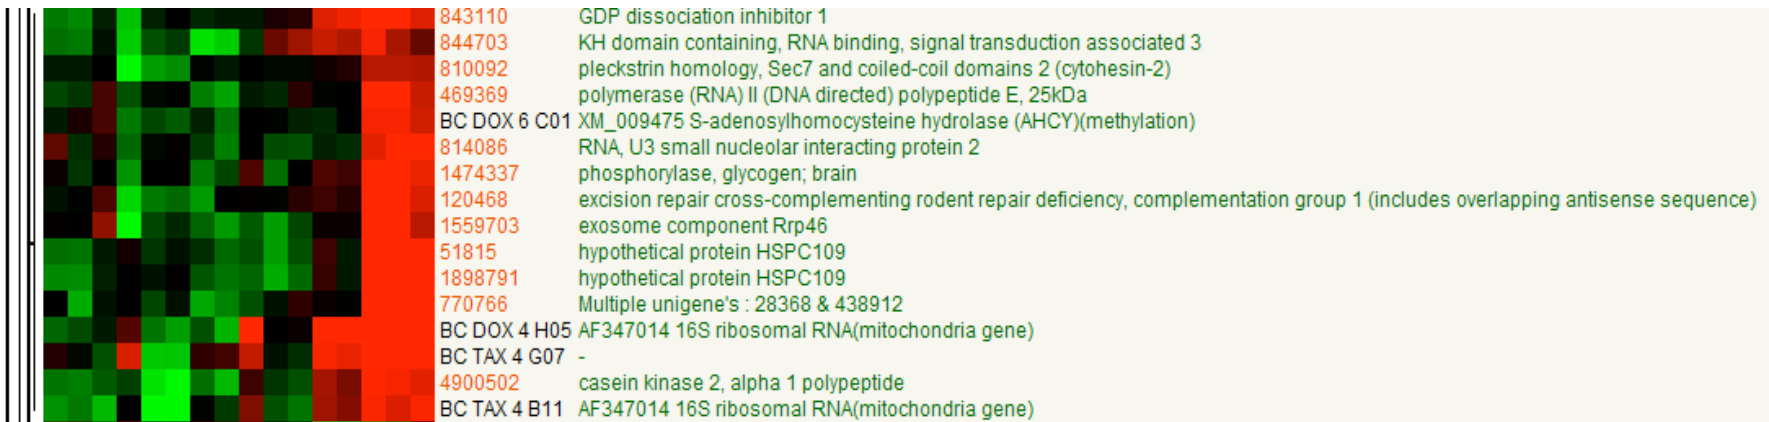 843110 GDP dissociation inhibitor 1
844703 KH domain containing, RNA binding, signal transduction associated 3
810092 pleckstrin homology, Sec7 and coiled-coil domains 2 (cytohesin-2)
469369 polymerase (RNA) II (DNA directed) polypeptide E, 25kDa
BC DOX 6 C01 XM_009475 S-adenosylhomocysteine hydrolase (AHCY)(methylation)
814086 RNA, U3 small nucleolar interacting protein 2
1474337 phosphorylase, glycogen; brain
120468 excision repair cross-complementing rodent repair deficiency, complementation group 1 (includes overlapping antisense sequence)
1559703 exosome component Rrp46
51815 hypothetical protein HSPC109
1898791 hypothetical protein HSPC109
770766 Multiple unigene's : 28368 & 438912
BC DOX 4 H05 AF347014 16S ribosomal RNA(mitochondria gene)
BC TAX 4 G07 -
4900502 casein kinase 2, alpha 1 polypeptide
BC TAX 4 B11 AF347014 16S ribosomal RNA(mitochondria gene)